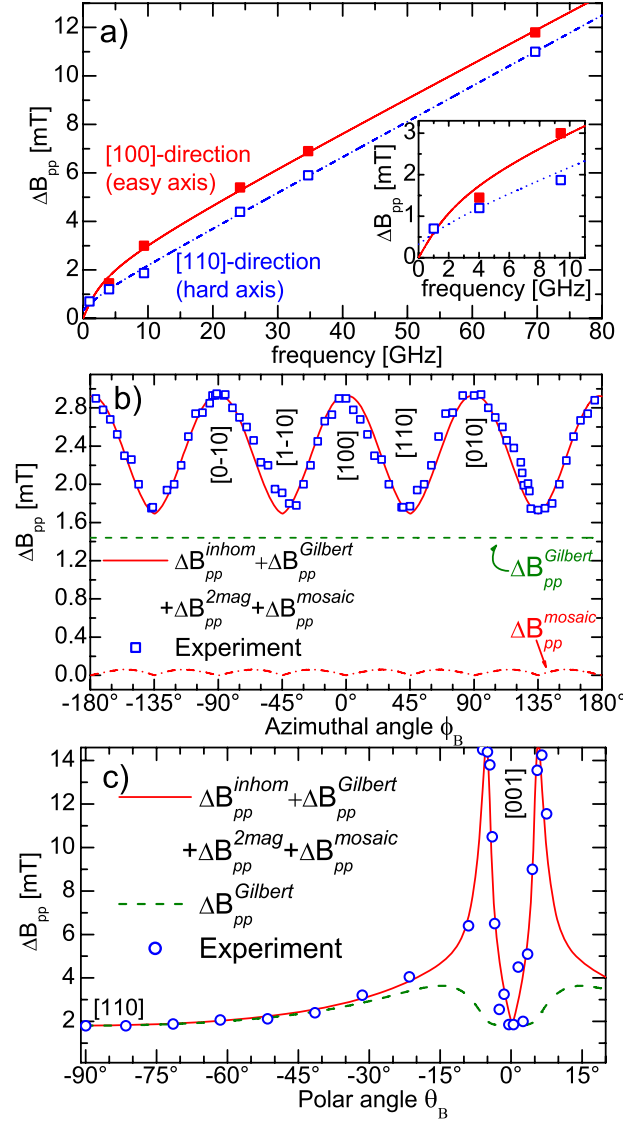 a)
ΔB_pp [mT]
12
10
8
6
4
2
0
[100]-direction
(easy axis)
[110]-direction
(hard axis)
ΔB_pp [mT]
3
2
1
0
0 2 4 6 8 10
frequency [GHz]
0 10 20 30 40 50 60 70 80
frequency [GHz]
b)
ΔB_pp [mT]
2.8
2.4
2.0
1.6
1.2
0.8
0.4
0.0
[0-10]
[1-10]
[100]
[110]
[010]
ΔB_pp^inhom + ΔB_pp^Gilbert
+ ΔB_pp^2mag + ΔB_pp^mosaic
Experiment
ΔB_pp^Gilbert
ΔB_pp^mosaic
-180° -135° -90° -45° 0° 45° 90° 135° 180°
Azimuthal angle ϕ_B
c)
ΔB_pp [mT]
14
12
10
8
6
4
2
ΔB_pp^inhom + ΔB_pp^Gilbert
+ ΔB_pp^2mag + ΔB_pp^mosaic
ΔB_pp^Gilbert
Experiment
[001]
[110]
-90° -75° -60° -45° -30° -15° 0° 15°
Polar angle θ_B